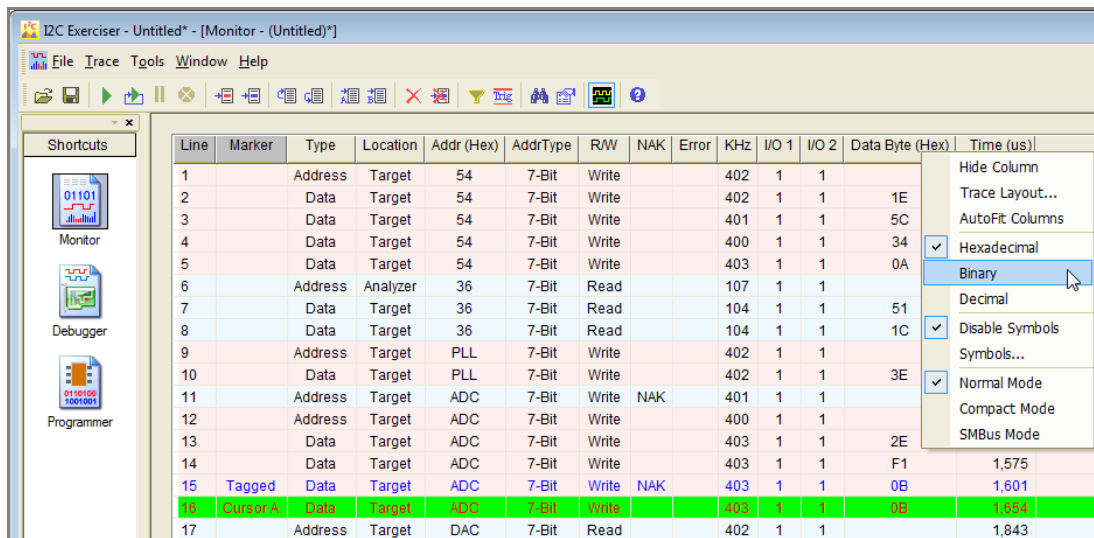 I2C Exerciser - Untitled* - [Monitor - (Untitled)*]
File Trace Tools Window Help
Shortcuts
Monitor
Debugger
Programmer
Line Marker Type Location Addr (Hex) AddrType R/W NAK Error KHz I/O 1 I/O 2 Data Byte (Hex) Time (us)
1 Address Target 54 7-Bit Write 402 1 1
2 Data Target 54 7-Bit Write 402 1 1 1E
3 Data Target 54 7-Bit Write 401 1 1 5C
4 Data Target 54 7-Bit Write 400 1 1 34
5 Data Target 54 7-Bit Write 403 1 1 0A
6 Address Analyzer 36 7-Bit Read 107 1 1
7 Data Target 36 7-Bit Read 104 1 1 51
8 Data Target 36 7-Bit Read 104 1 1 1C
9 Address Target PLL 7-Bit Write 402 1 1
10 Data Target PLL 7-Bit Write 402 1 1 3E
11 Address Target ADC 7-Bit Write NAK 401 1 1
12 Address Target ADC 7-Bit Write 400 1 1
13 Data Target ADC 7-Bit Write 403 1 1 2E
14 Data Target ADC 7-Bit Write 403 1 1 F1 1,575
15 Tagged Data Target ADC 7-Bit Write NAK 403 1 1 0B 1,601
16 Cursor A Data Target ADC 7-Bit Write 403 1 1 0B 1,654
17 Address Target DAC 7-Bit Read 402 1 1 1,843
Hide Column
Trace Layout...
AutoFit Columns
Hexadecimal
Binary
Decimal
Disable Symbols
Symbols...
Normal Mode
Compact Mode
SMBus Mode